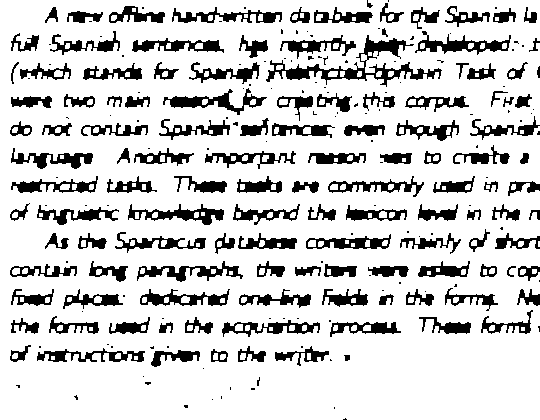 A new offline handwritten database for the Spanish la
full Spanish sentences, has recently been developed: t
(which stands for Spanish Restricted-domain Task of
were two main reasons for creating this corpus. First
do not contain Spanish sentences, even though Spanish
language. Another important reason was to create a
restricted tasks. These tasks are commonly used in prac
of linguistic knowledge beyond the lexicon level in the r
As the Spartacus database consisted mainly of short
contain long paragraphs, the writers were asked to cop
fixed places: dedicated one-line fields in the forms. Ne
the forms used in the acquisition process. These forms
of instructions given to the writer.